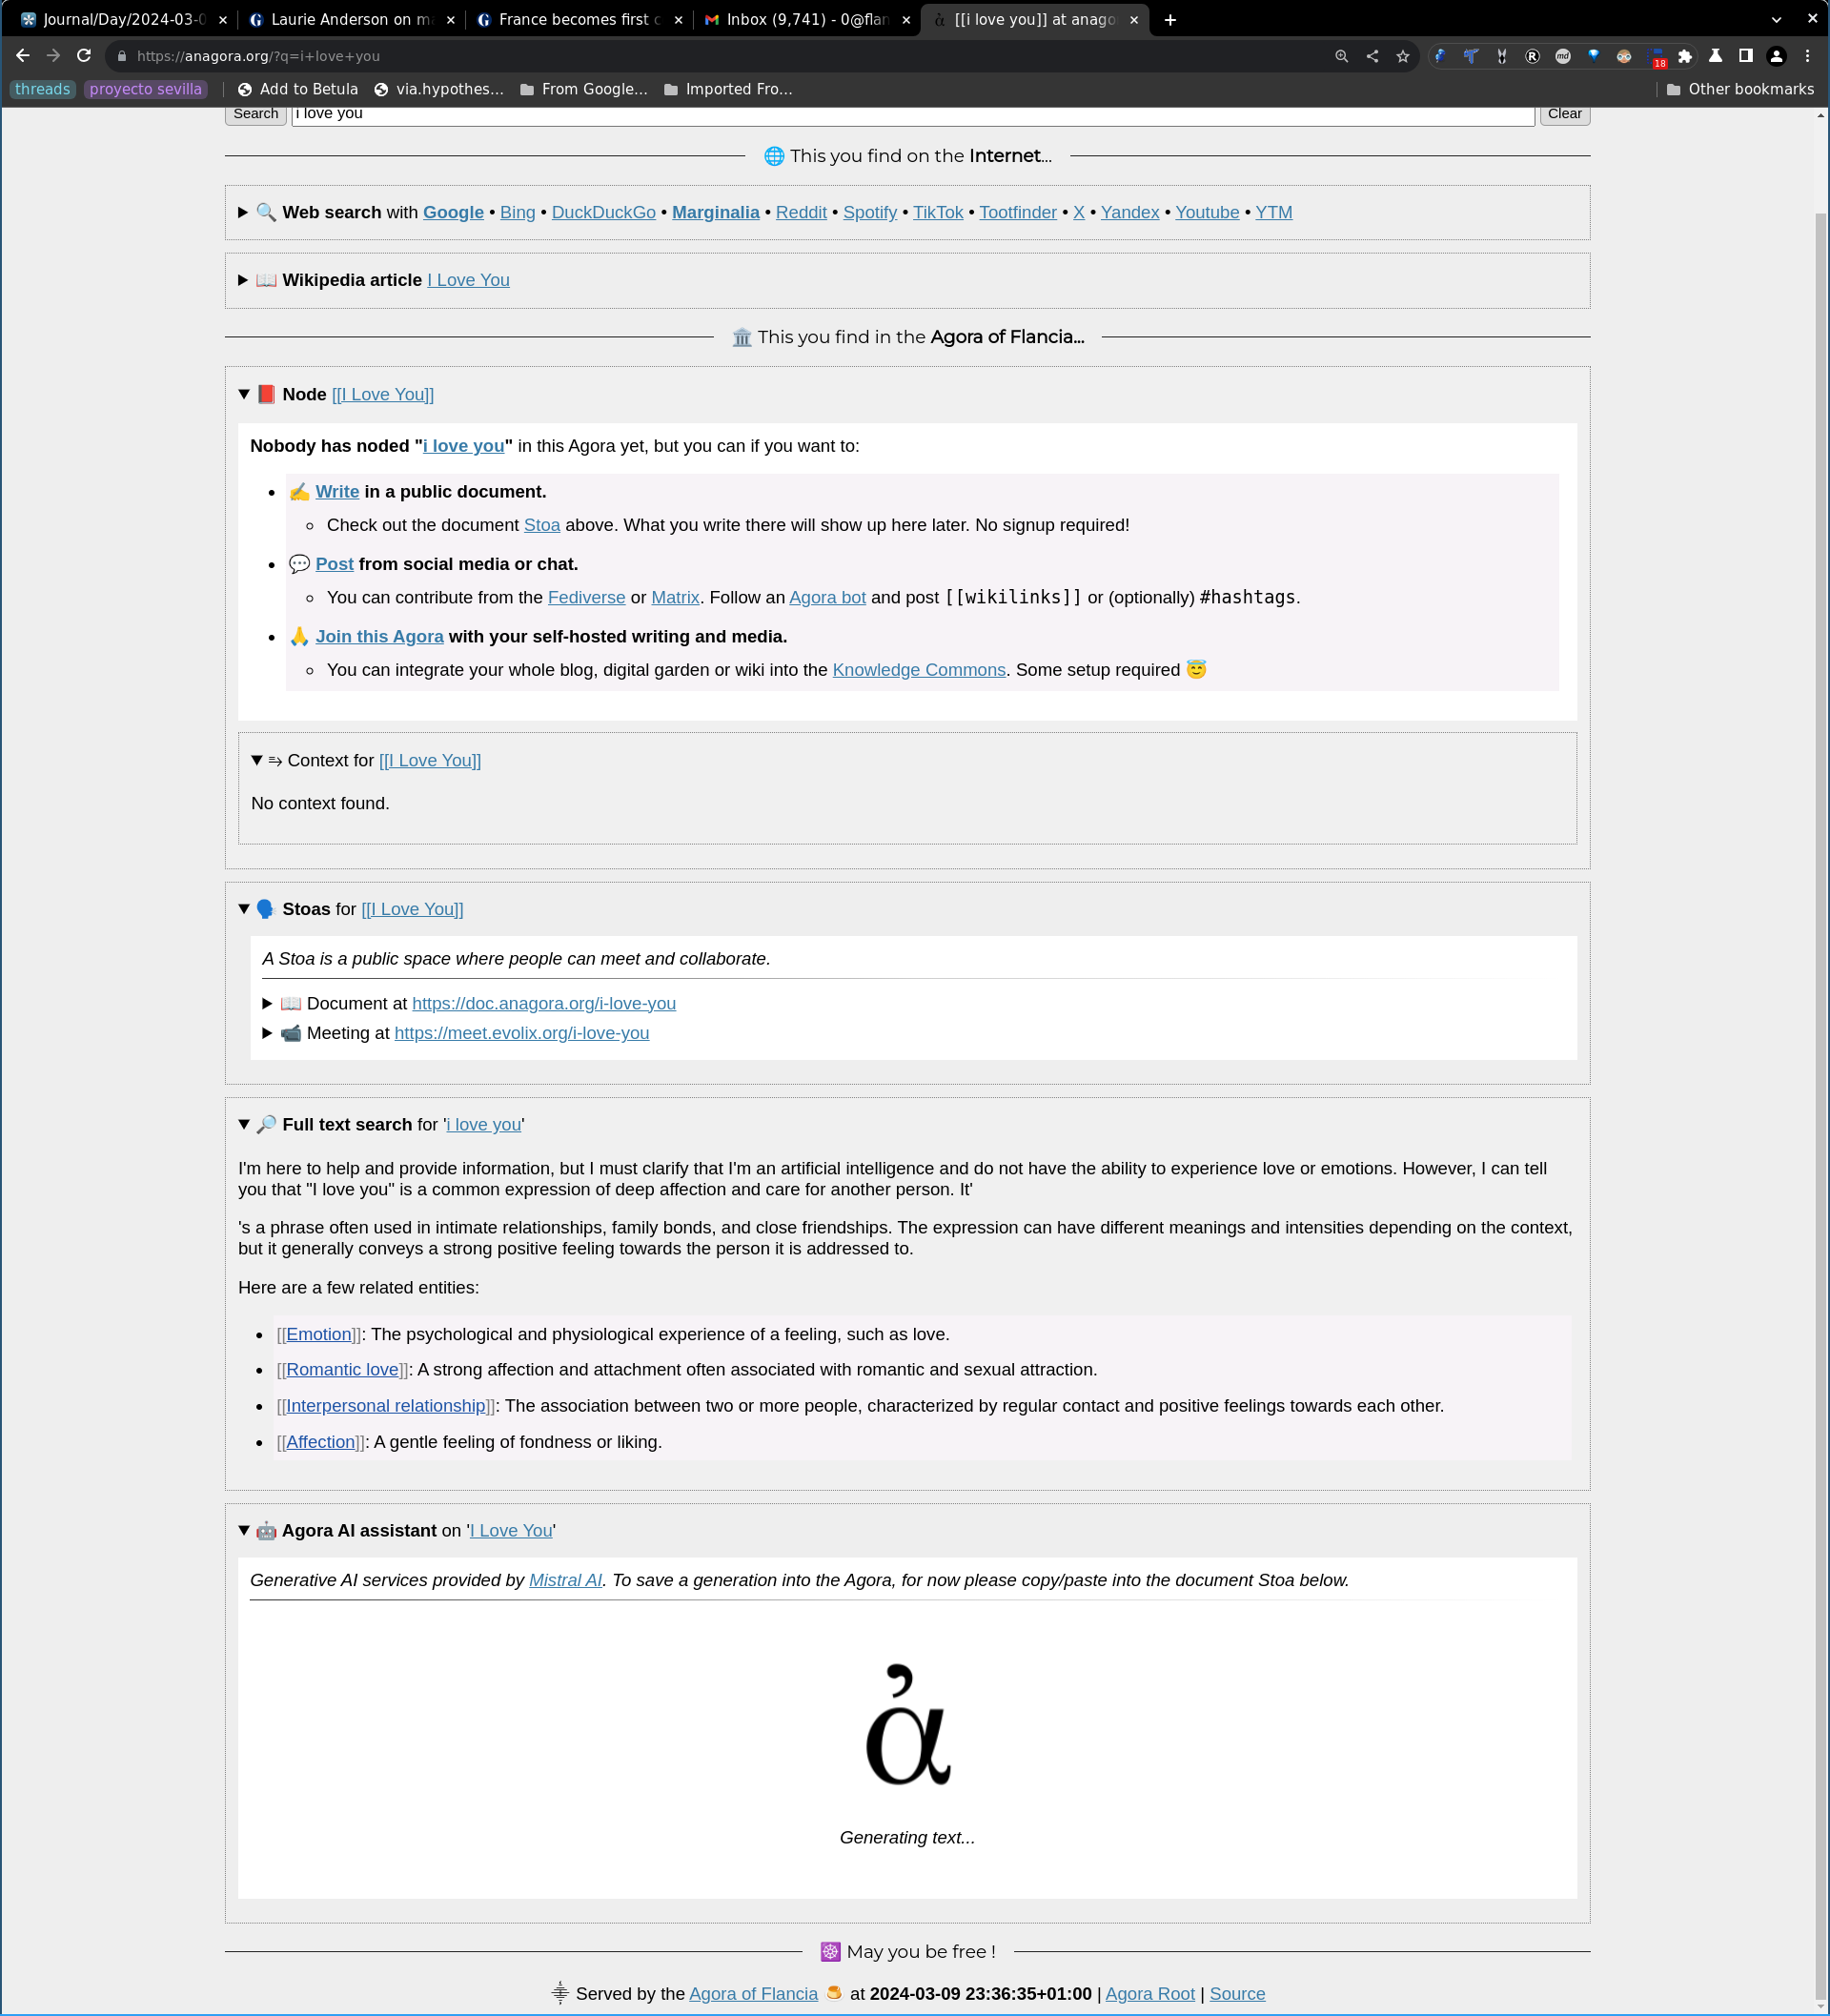 Journal/Day/2024-03-0
Laurie Anderson on ma
France becomes first c
Inbox (9,741) - 0@flan
[[i love you]] at anago
https://anagora.org/?q=i+love+you
18
threads proyecto sevilla Add to Betula via.hypothes... From Google... Imported Fro... Other bookmarks
Search i love you Clear
🌐 This you find on the Internet...
▶ 🔍 Web search with Google • Bing • DuckDuckGo • Marginalia • Reddit • Spotify • TikTok • Tootfinder • X • Yandex • Youtube • YTM
▶ 📖 Wikipedia article I Love You
🏛️ This you find in the Agora of Flancia...
▼ 📕 Node [[I Love You]]
Nobody has noded "i love you" in this Agora yet, but you can if you want to:
• ✍️ Write in a public document.
◦ Check out the document Stoa above. What you write there will show up here later. No signup required!
• 💬 Post from social media or chat.
◦ You can contribute from the Fediverse or Matrix. Follow an Agora bot and post [[wikilinks]] or (optionally) #hashtags.
• 🙏 Join this Agora with your self-hosted writing and media.
◦ You can integrate your whole blog, digital garden or wiki into the Knowledge Commons. Some setup required 😇
▼ ⥱ Context for [[I Love You]]
No context found.
▼ 🗣️ Stoas for [[I Love You]]
A Stoa is a public space where people can meet and collaborate.
▶ 📖 Document at https://doc.anagora.org/i-love-you
▶ 📹 Meeting at https://meet.evolix.org/i-love-you
▼ 🔎 Full text search for 'i love you'
I'm here to help and provide information, but I must clarify that I'm an artificial intelligence and do not have the ability to experience love or emotions. However, I can tell
you that "I love you" is a common expression of deep affection and care for another person. It'
's a phrase often used in intimate relationships, family bonds, and close friendships. The expression can have different meanings and intensities depending on the context,
but it generally conveys a strong positive feeling towards the person it is addressed to.
Here are a few related entities:
• [[Emotion]]: The psychological and physiological experience of a feeling, such as love.
• [[Romantic love]]: A strong affection and attachment often associated with romantic and sexual attraction.
• [[Interpersonal relationship]]: The association between two or more people, characterized by regular contact and positive feelings towards each other.
• [[Affection]]: A gentle feeling of fondness or liking.
▼ 🤖 Agora AI assistant on 'I Love You'
Generative AI services provided by Mistral AI. To save a generation into the Agora, for now please copy/paste into the document Stoa below.
ἀ
Generating text...
☸️ May you be free !
Served by the Agora of Flancia 🍮 at 2024-03-09 23:36:35+01:00 | Agora Root | Source